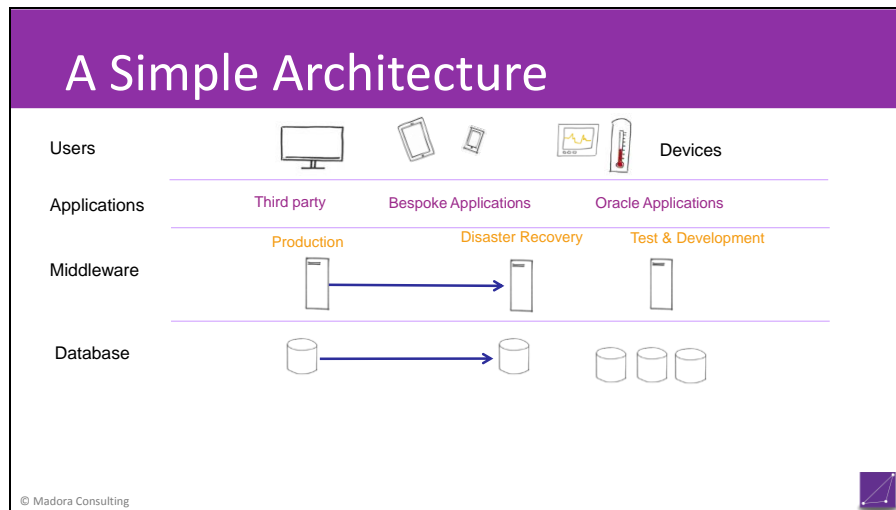 A Simple Architecture
Users
Devices
Applications
Third party
Bespoke Applications
Oracle Applications
Production
Disaster Recovery
Test & Development
Middleware
Database
© Madora Consulting